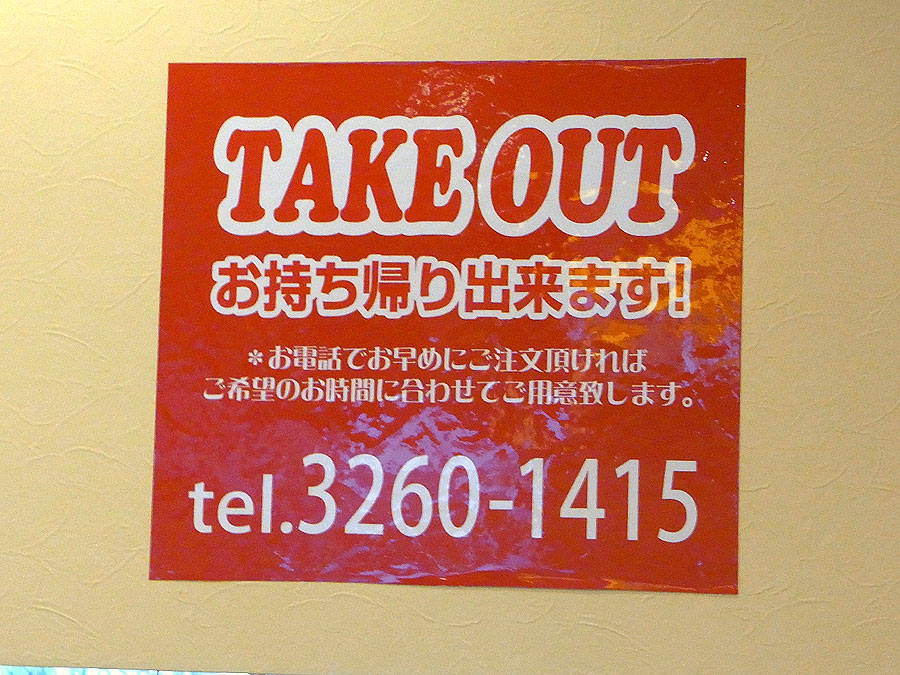 TAKE OUT
お持ち帰り出来ます!
＊お電話でお早めにご注文頂ければ
ご希望のお時間に合わせてご用意致します。
tel.3260-1415